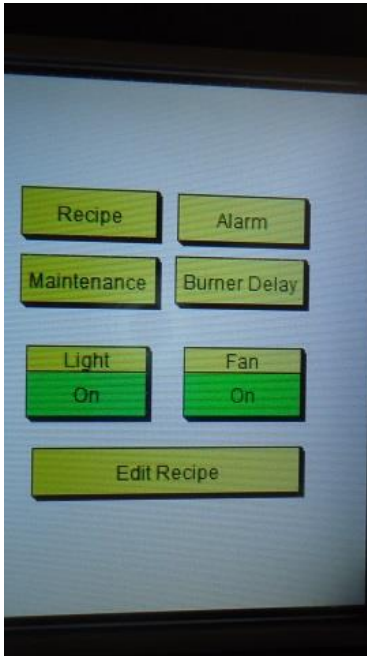 Recipe
Alarm
Maintenance
Burner Delay
Light
On
Fan
On
Edit Recipe